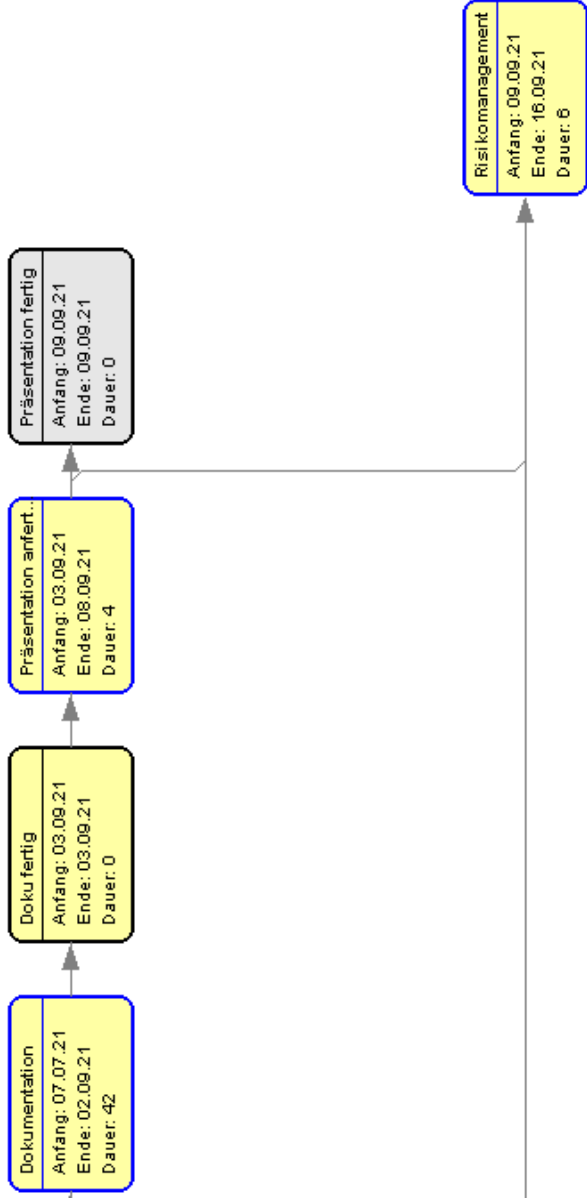 Dokumentation
Anfang: 07.07.21
Ende: 02.09.21
Dauer: 42
Doku fertig
Anfang: 03.09.21
Ende: 03.09.21
Dauer: 0
Präsentation anfert..
Anfang: 03.09.21
Ende: 08.09.21
Dauer: 4
Präsentation fertig
Anfang: 09.09.21
Ende: 09.09.21
Dauer: 0
Risikomanagement
Anfang: 09.09.21
Ende: 16.09.21
Dauer: 6